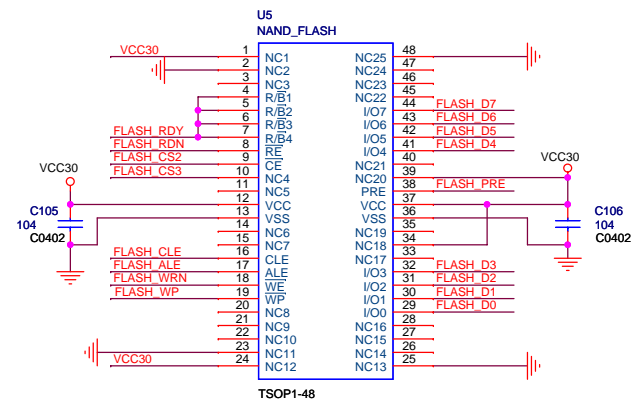 U5
NAND_FLASH
VCC30 1 NC1 NC25 48
2 NC2 NC24 47
3 NC3 NC23 46
4 R/B1 NC22 45
5 R/B2 I/O7 44 FLASH_D7
6 R/B3 I/O6 43 FLASH_D6
FLASH_RDY 7 R/B4 I/O5 42 FLASH_D5
FLASH_RDN 8 RE I/O4 41 FLASH_D4
FLASH_CS2 9 CE NC21 40
FLASH_CS3 10 NC4 NC20 39
VCC30 11 NC5 PRE 38 FLASH_PRE VCC30
12 VCC VCC 37
C105 13 VSS VSS 36 C106
104 14 NC6 NC19 35 104
C0402 15 NC7 NC18 34 C0402
FLASH_CLE 16 CLE NC17 33
FLASH_ALE 17 ALE I/O3 32 FLASH_D3
FLASH_WRN 18 WE I/O2 31 FLASH_D2
FLASH_WP 19 WP I/O1 30 FLASH_D1
20 NC8 I/O0 29 FLASH_D0
21 NC9 NC16 28
22 NC10 NC15 27
23 NC11 NC14 26
VCC30 24 NC12 NC13 25
TSOP1-48